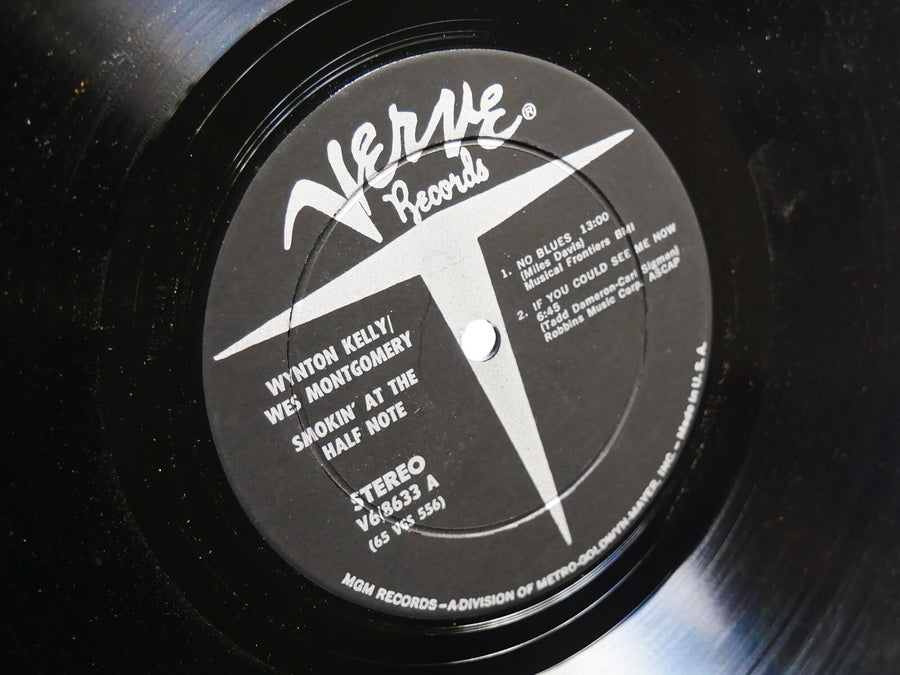 Verve ®
Records
1. NO BLUES 13:00
(Miles Davis)
Musical Frontiers BMI
2. IF YOU COULD SEE ME NOW
6:45
(Tadd Dameron-Carl Sigman)
Robbins Music Corp. ASCAP
WYNTON KELLY/
WES MONTGOMERY
SMOKIN' AT THE
HALF NOTE
STEREO
V6/8633 A
(65 VGS 556)
MGM RECORDS—A DIVISION OF METRO-GOLDWYN-MAYER, INC.—Made in U. S. A.